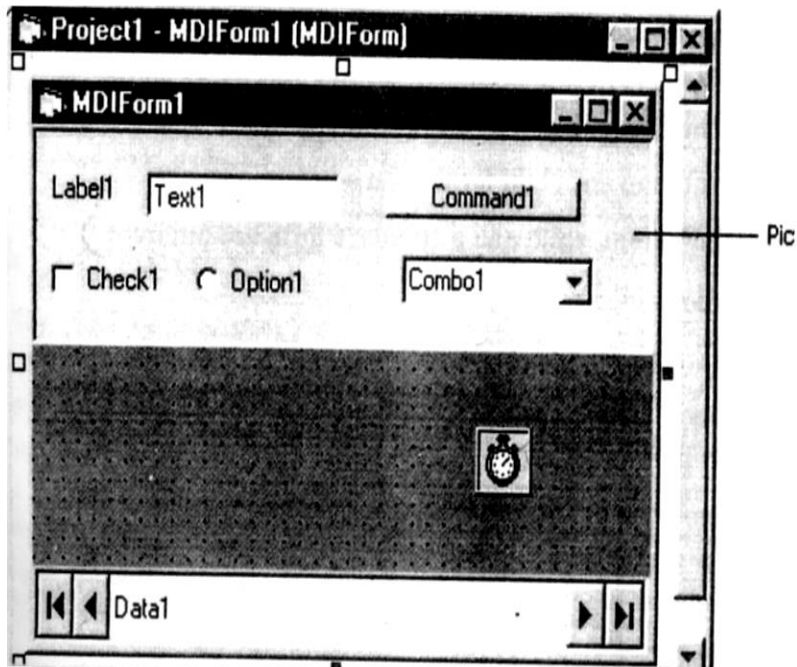 Project1 - MDIForm1 (MDIForm)
MDIForm1
Label1 Text1 Command1
Pic
Check1 Option1 Combo1
Data1